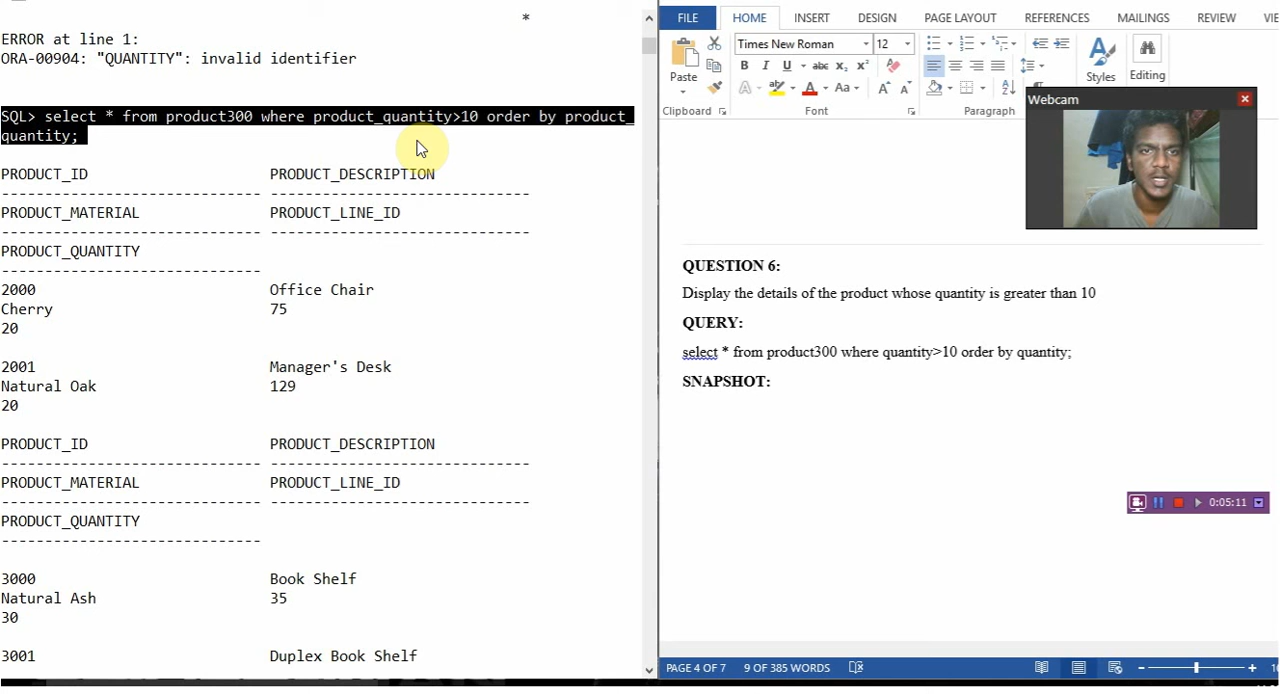 *
ERROR at line 1:
ORA-00904: "QUANTITY": invalid identifier
SQL> select * from product300 where product_quantity>10 order by product_
quantity;
PRODUCT_ID PRODUCT_DESCRIPTION
------------------------------ ------------------------------
PRODUCT_MATERIAL PRODUCT_LINE_ID
------------------------------ ------------------------------
PRODUCT_QUANTITY
------------------------------
2000 Office Chair
Cherry 75
20
2001 Manager's Desk
Natural Oak 129
20
PRODUCT_ID PRODUCT_DESCRIPTION
------------------------------ ------------------------------
PRODUCT_MATERIAL PRODUCT_LINE_ID
------------------------------ ------------------------------
PRODUCT_QUANTITY
------------------------------
3000 Book Shelf
Natural Ash 35
30
3001 Duplex Book Shelf
FILE HOME INSERT DESIGN PAGE LAYOUT REFERENCES MAILINGS REVIEW VIE
Times New Roman 12
B I U abc X₂ X²
A A Aa A A
Paste Styles Editing
Clipboard Font Paragraph
Webcam
QUESTION 6:
Display the details of the product whose quantity is greater than 10
QUERY:
select * from product300 where quantity>10 order by quantity;
SNAPSHOT:
0:05:11
PAGE 4 OF 7 9 OF 385 WORDS